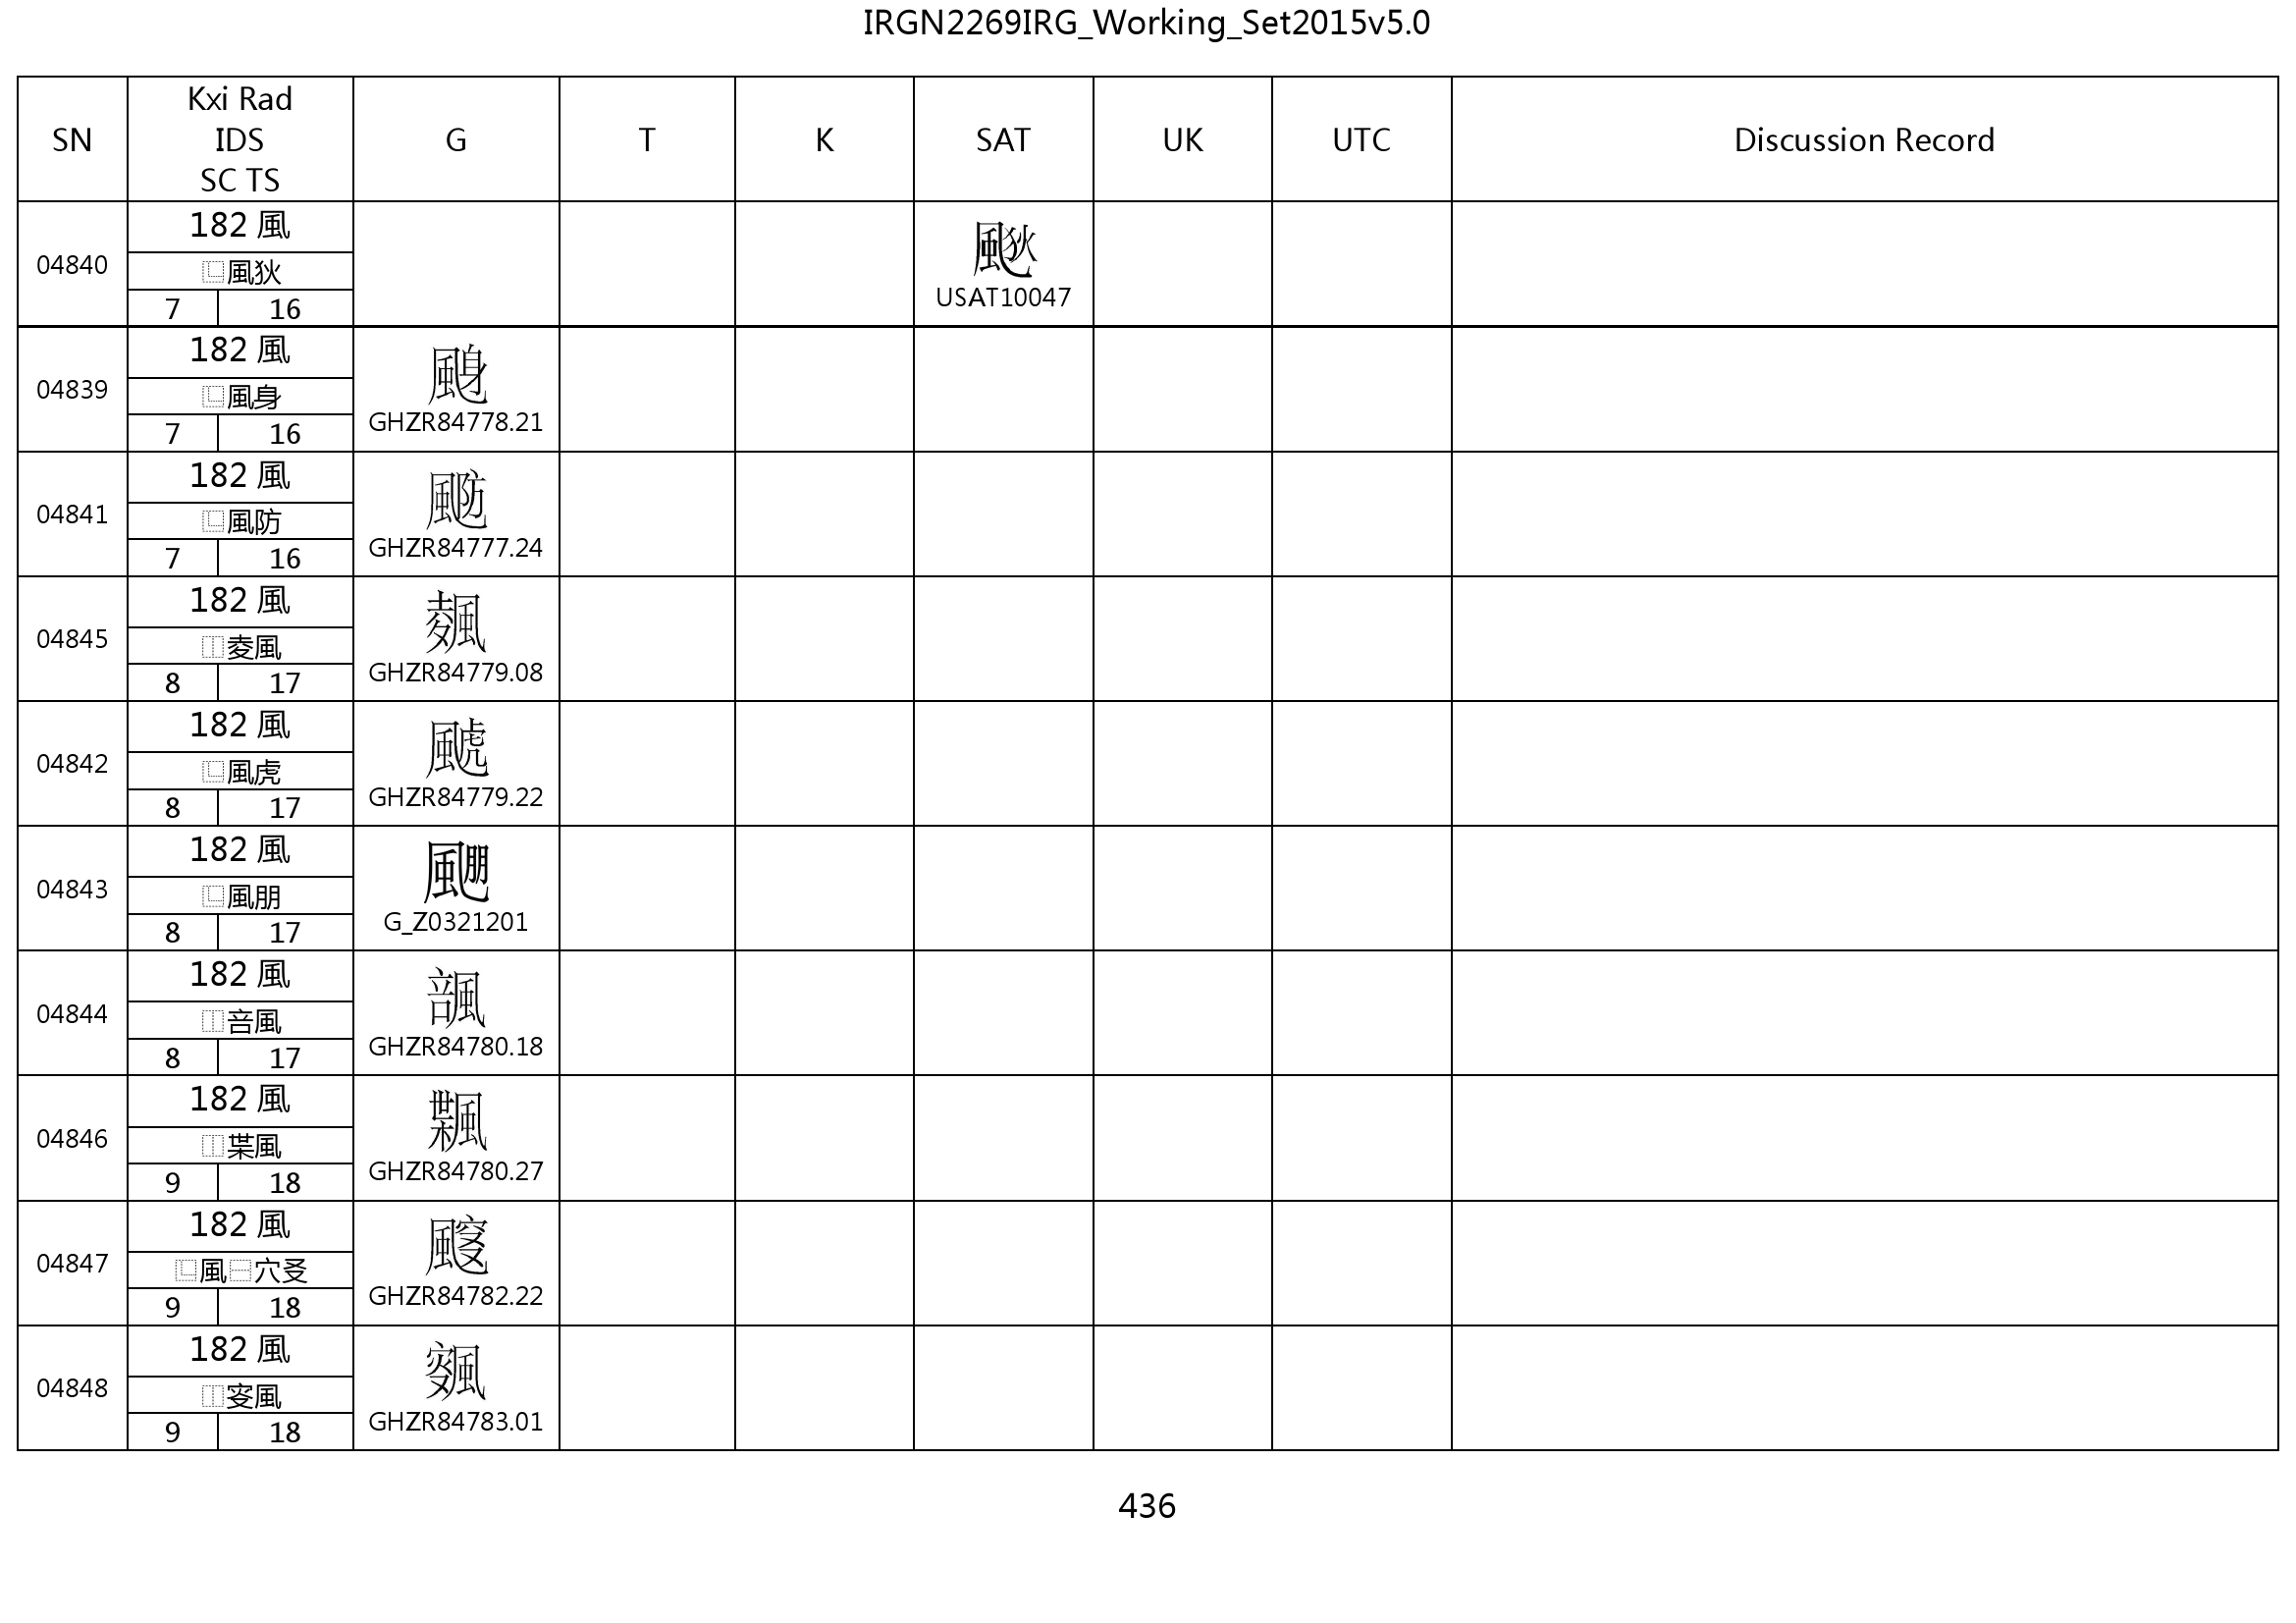 IRGN2269IRG_Working_Set2015v5.0
SN Kxi Rad IDS SC TS G T K SAT UK UTC Discussion Record
04840
182 風
⿺風狄
7 16
USAT10047
04839
182 風
⿺風身
7 16
GHZR84778.21
04841
182 風
⿺風防
7 16
GHZR84777.24
04845
182 風
⿰㚆風
8 17
GHZR84779.08
04842
182 風
⿺風虎
8 17
GHZR84779.22
04843
182 風
⿺風朋
8 17
G_Z0321201
04844
182 風
⿰咅風
8 17
GHZR84780.18
04846
182 風
⿰枼風
9 18
GHZR84780.27
04847
182 風
⿺風⿱穴㕛
9 18
GHZR84782.22
04848
182 風
⿰㚇風
9 18
GHZR84783.01
436